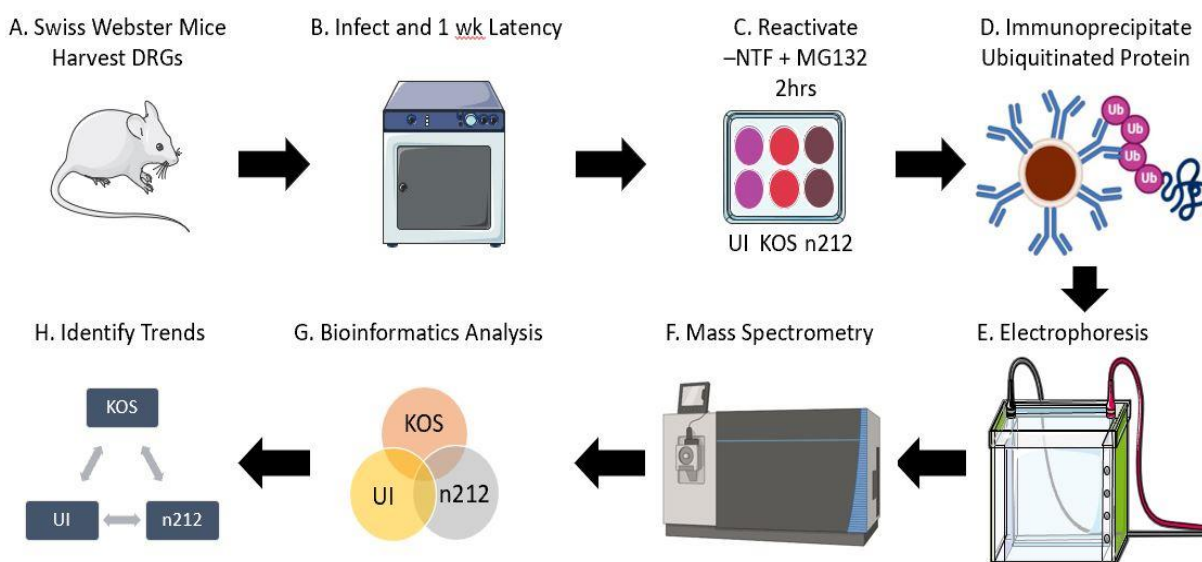 A. Swiss Webster Mice
Harvest DRGs
B. Infect and 1 wk Latency
C. Reactivate
–NTF + MG132
2hrs
UI KOS n212
D. Immunoprecipitate
Ubiquitinated Protein
Ub
Ub
Ub
Ub
E. Electrophoresis
F. Mass Spectrometry
G. Bioinformatics Analysis
KOS
UI
n212
H. Identify Trends
KOS
UI
n212